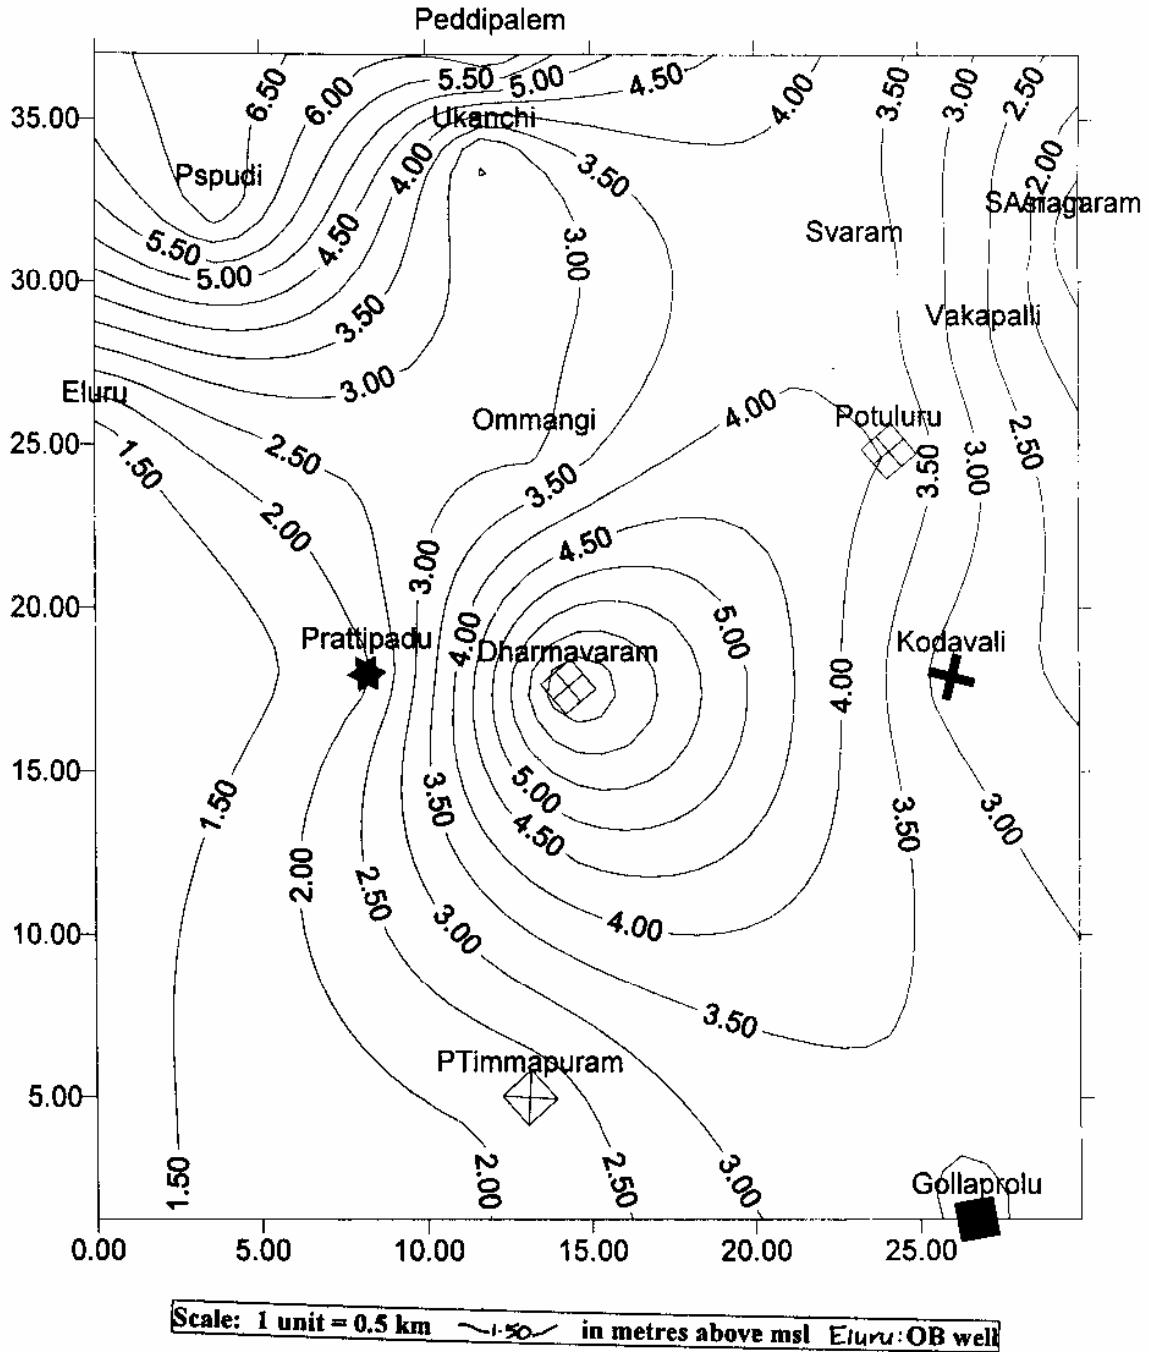 Peddipalem
6.50 6.00 5.50 5.00 4.50 4.00 3.50 3.00 2.50
35.00
Ukanchi
4.00 3.50 2.00
Pspudi
Svaram
5.50 4.50 3.00
5.00
30.00
3.50
Vakapalli
Eluru
3.00
4.00
Ommangi
Potuluru
25.00
1.50 2.50 3.50 3.50 3.00 2.50
2.00 4.50
3.00
20.00
5.00
Prattipadu 4.00 Dharmavaram Kodavali
4.00
15.00
1.50 3.50 5.00 3.50 3.00
4.50
2.00 2.50
3.00 4.00
10.00
3.50
PTimmapuram
5.00
1.50 2.00 2.50 3.00
Gollaprolu
0.00 5.00 10.00 15.00 20.00 25.00
Scale: 1 unit = 0.5 km 1.50 in metres above msl Eluru: OB well